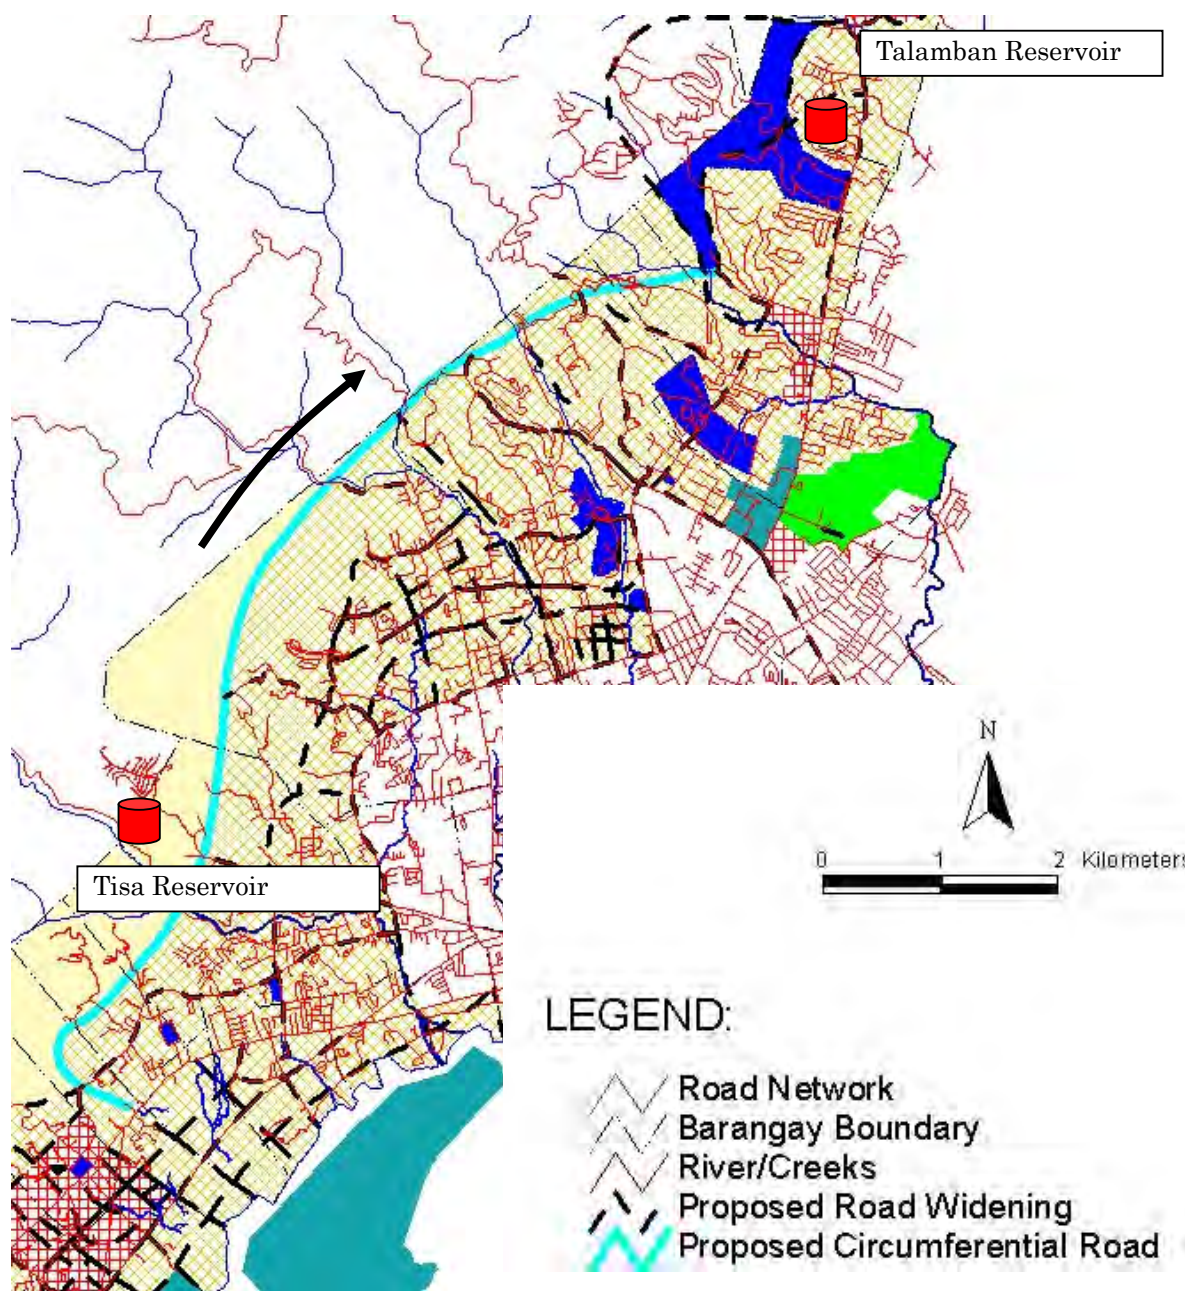 Talamban Reservoir
N
0 1 2 Kilometers
Tisa Reservoir
LEGEND:
Road Network
Barangay Boundary
River/Creeks
Proposed Road Widening
Proposed Circumferential Road